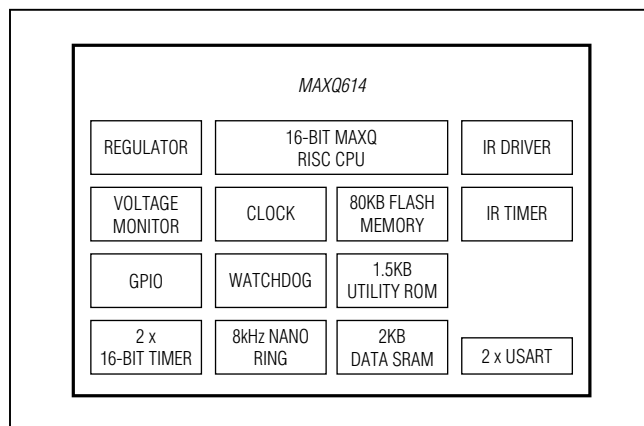 MAXQ614
REGULATOR
16-BIT MAXQ
RISC CPU
IR DRIVER
VOLTAGE
MONITOR
CLOCK
80KB FLASH
MEMORY
IR TIMER
GPIO
WATCHDOG
1.5KB
UTILITY ROM
2 x
16-BIT TIMER
8kHz NANO
RING
2KB
DATA SRAM
2 x USART